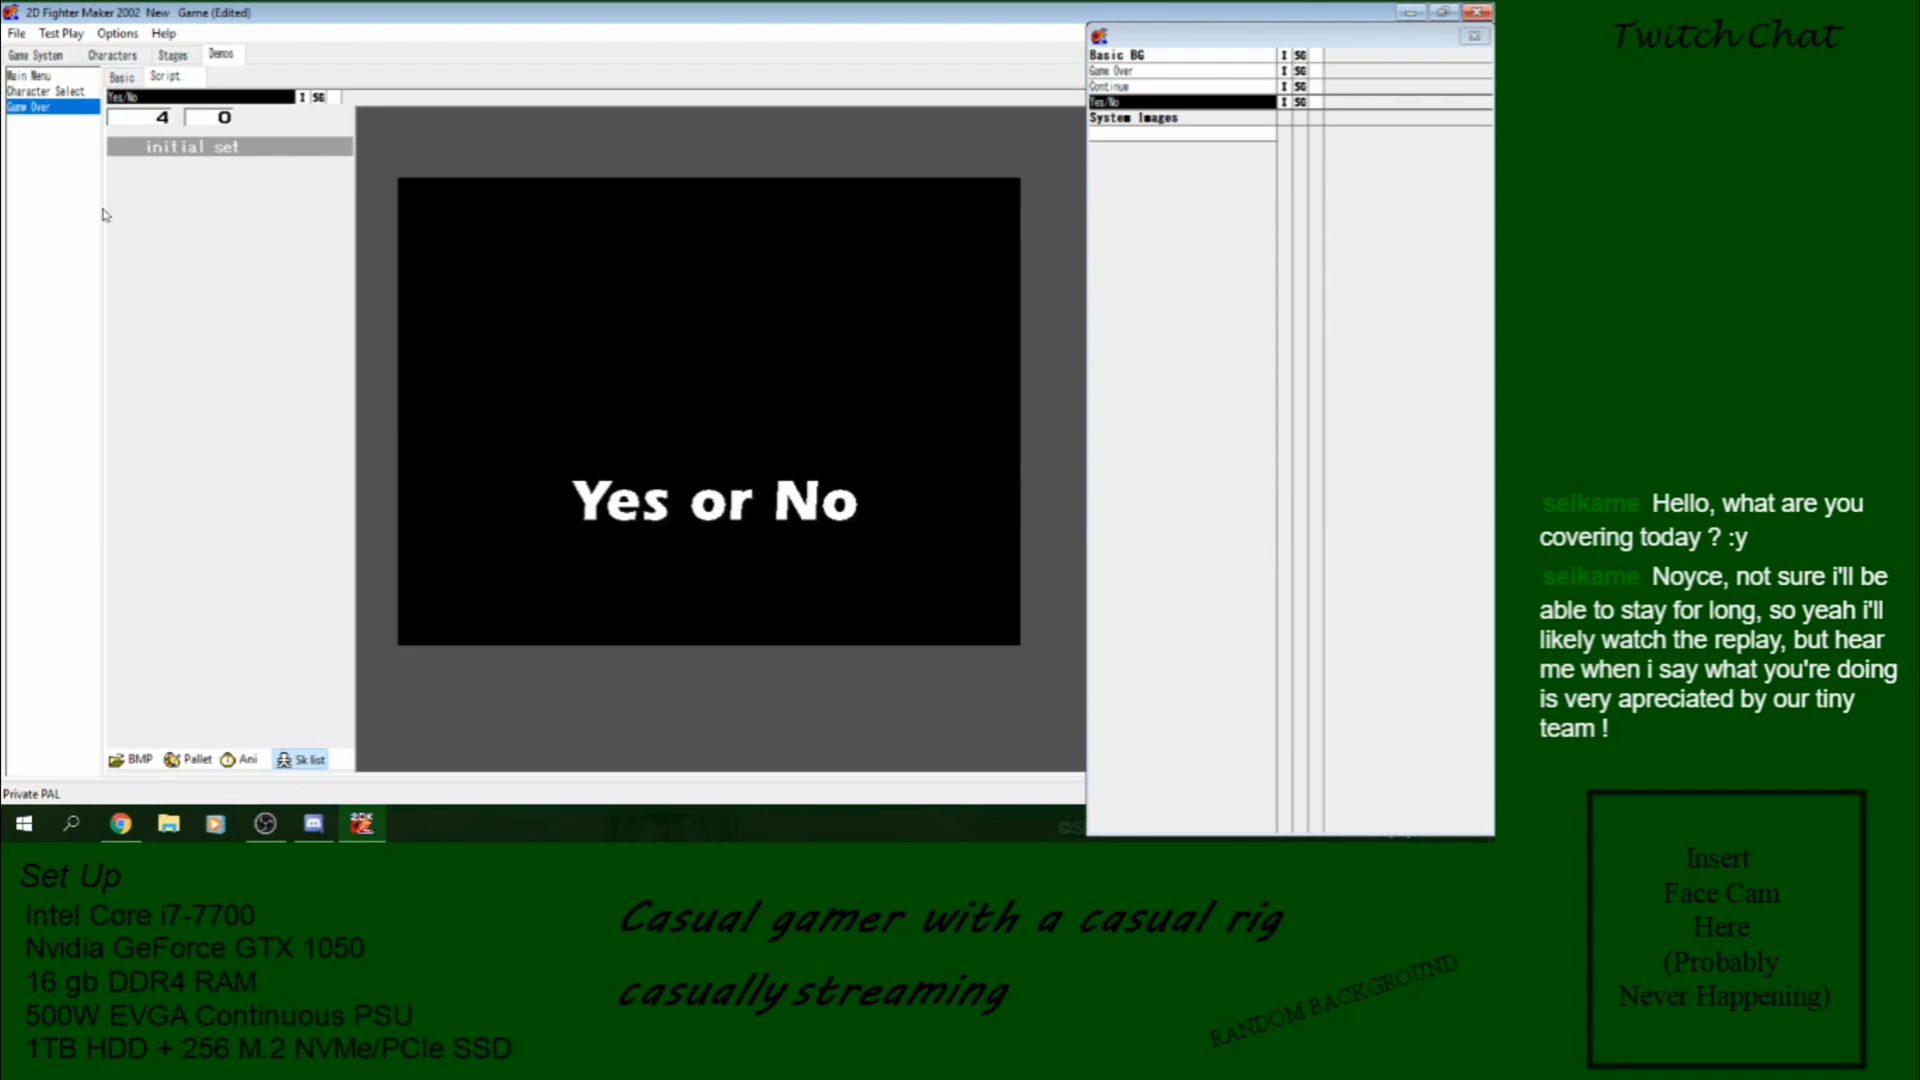 2D Fighter Maker 2002 New Game (Edited)
File Test Play Options Help
Game System Characters Stages Demos
Main Menu
Character Select
Game Over
Basic Script
Yes/No I SG
4 0
initial set
Yes or No
BMP Pallet Ani Sk list
Private PAL
Basic BG I SG
Game Over I SG
Continue I SG
Yes/No I SG
System Images
Twitch Chat
seikame Hello, what are you
covering today ? :y
seikame Noyce, not sure i'll be
able to stay for long, so yeah i'll
likely watch the replay, but hear
me when i say what you're doing
is very apreciated by our tiny
team !
Set Up
Intel Core i7-7700
Nvidia GeForce GTX 1050
16 gb DDR4 RAM
500W EVGA Continuous PSU
1TB HDD + 256 M.2 NVMe/PCIe SSD
Casual gamer with a casual rig
casually streaming
RANDOM BACKGROUND
Insert
Face Cam
Here
(Probably
Never Happening)